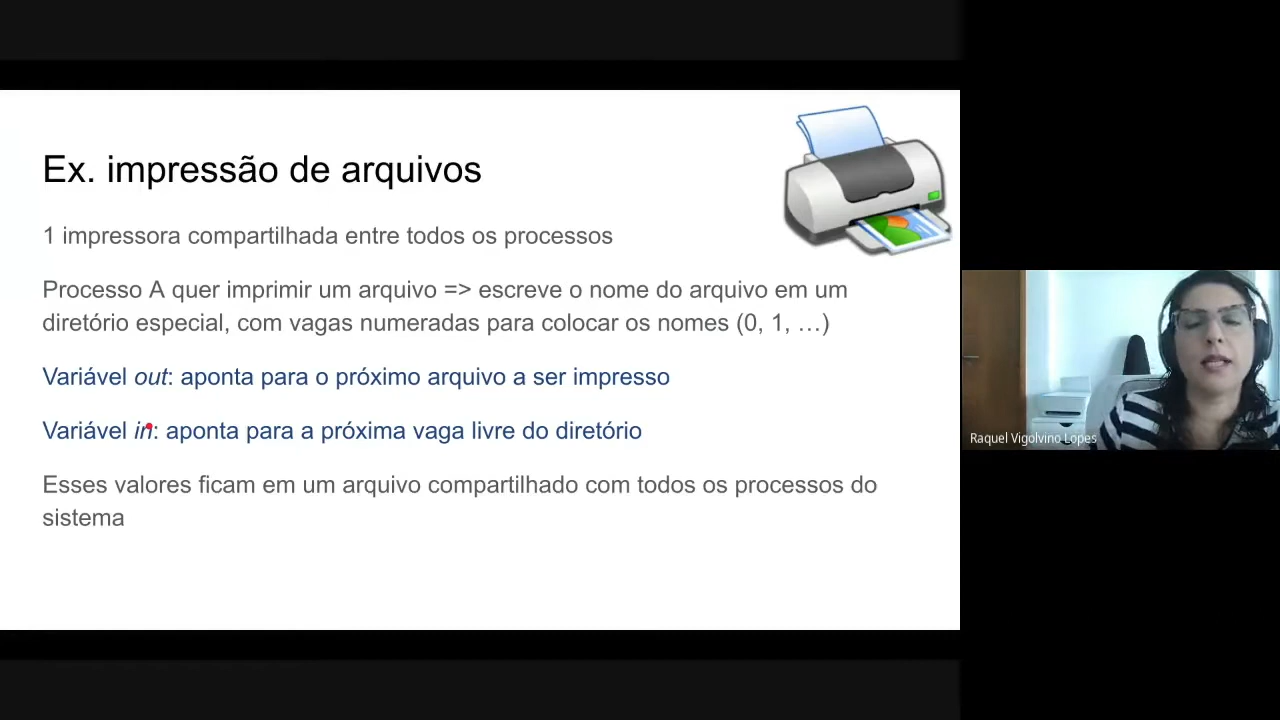 Ex. impressão de arquivos
1 impressora compartilhada entre todos os processos
Processo A quer imprimir um arquivo => escreve o nome do arquivo em um
diretório especial, com vagas numeradas para colocar os nomes (0, 1, …)
Variável out: aponta para o próximo arquivo a ser impresso
Variável in: aponta para a próxima vaga livre do diretório
Esses valores ficam em um arquivo compartilhado com todos os processos do
sistema
Raquel Vigolvino Lopes